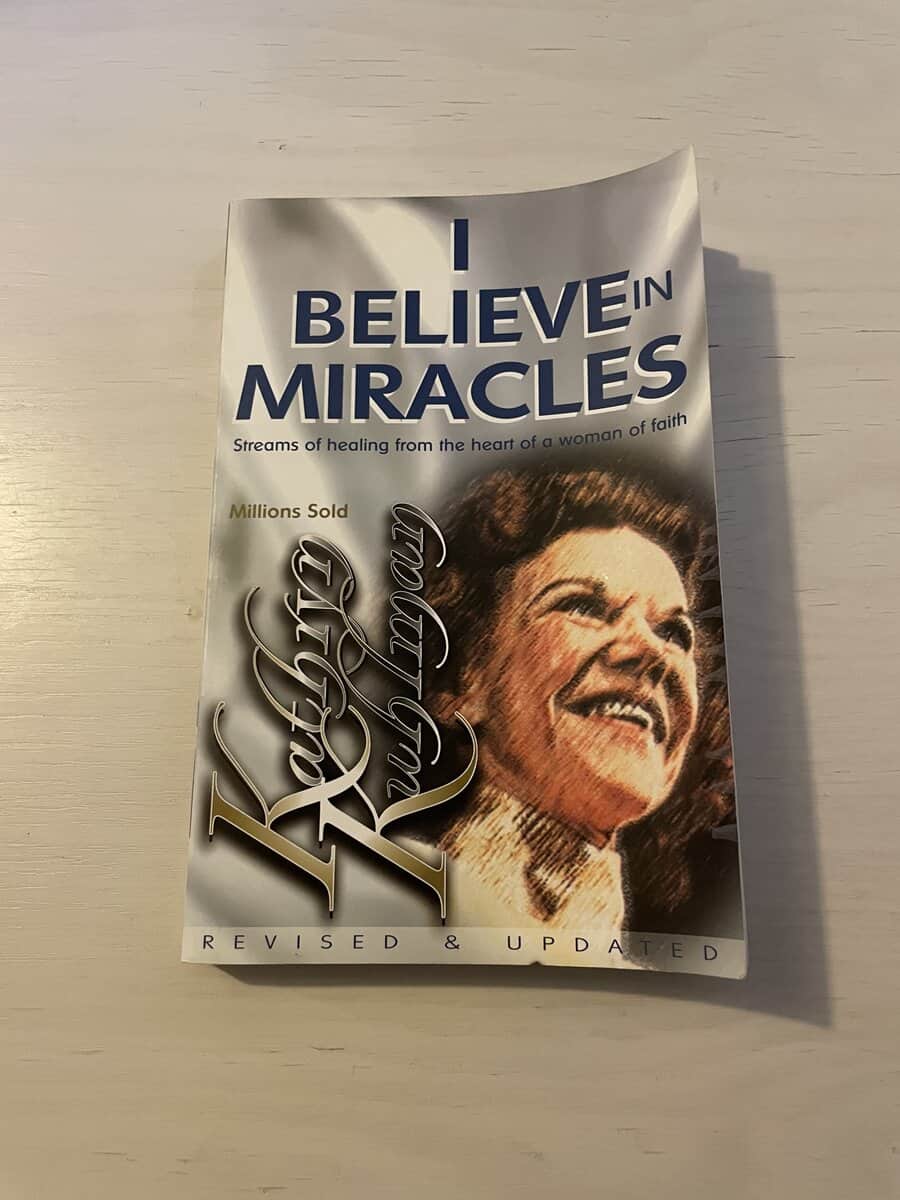 I
BELIEVE IN
MIRACLES
Streams of healing from the heart of a woman of faith
Millions Sold
Kathryn
Kuhlman
REVISED & UPDATED